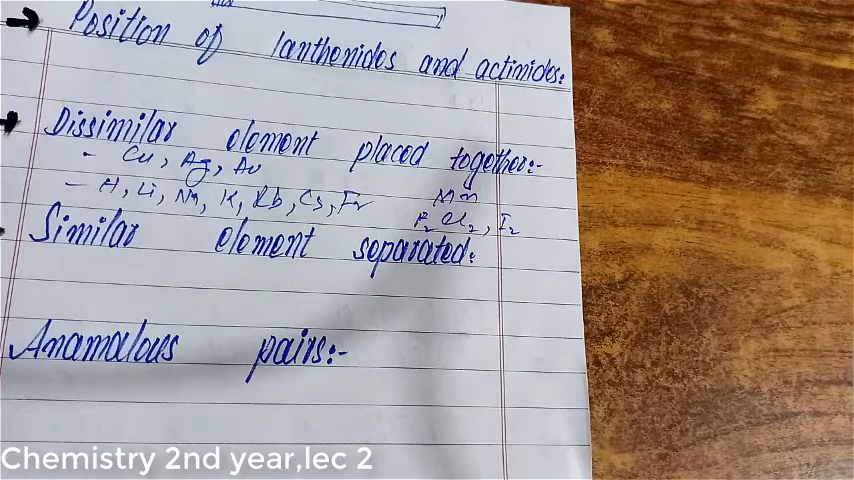 Position of lanthenides and actinides:
Dissimilar element placed together:-
- Cu, Ag, Au
- H, Li, Na, K, Rb, Cs, Fr Mn
F₂ Cl₂, I₂
Similar element separated:
Anamalous pairs:-
Chemistry 2nd year,lec 2